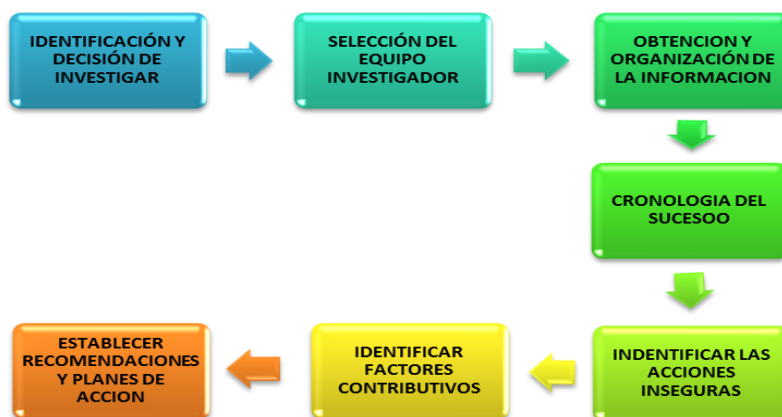 IDENTIFICACIÓN Y
DECISIÓN DE
INVESTIGAR
SELECCIÓN DEL
EQUIPO
INVESTIGADOR
OBTENCION Y
ORGANIZACIÓN DE
LA INFORMACION
CRONOLOGIA DEL
SUCESOO
INDENTIFICAR LAS
ACCIONES
INSEGURAS
IDENTIFICAR
FACTORES
CONTRIBUTIVOS
ESTABLECER
RECOMENDACIONES
Y PLANES DE
ACCION